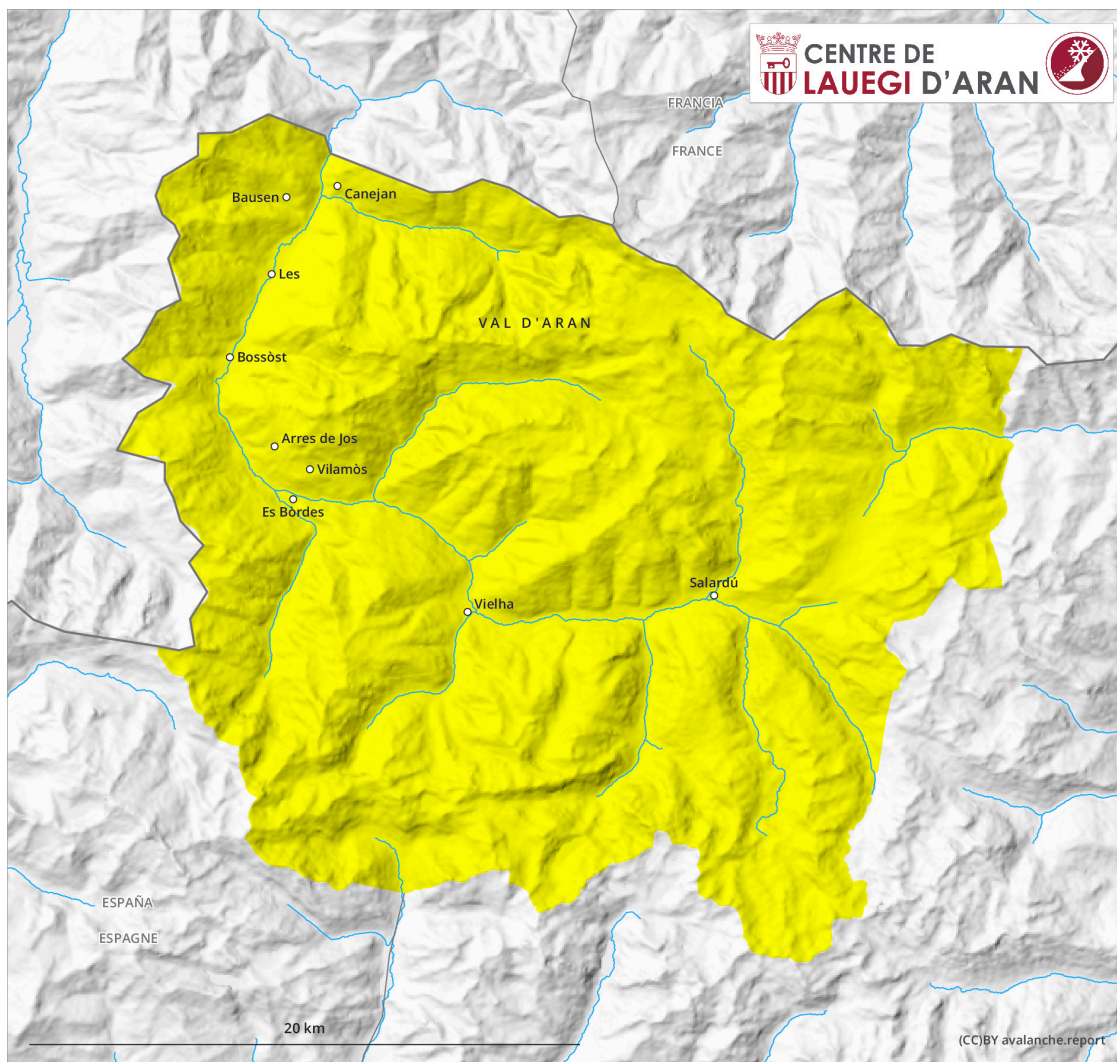 CENTRE DE
LAUEGI D'ARAN
FRANCIA
FRANCE
Bausen
Canejan
Les
VAL D'ARAN
Bossòst
Arres de Jos
Vilamòs
Es Bòrdes
Salardú
Vielha
ESPAÑA
ESPAGNE
20 km
(CC)BY avalanche.report